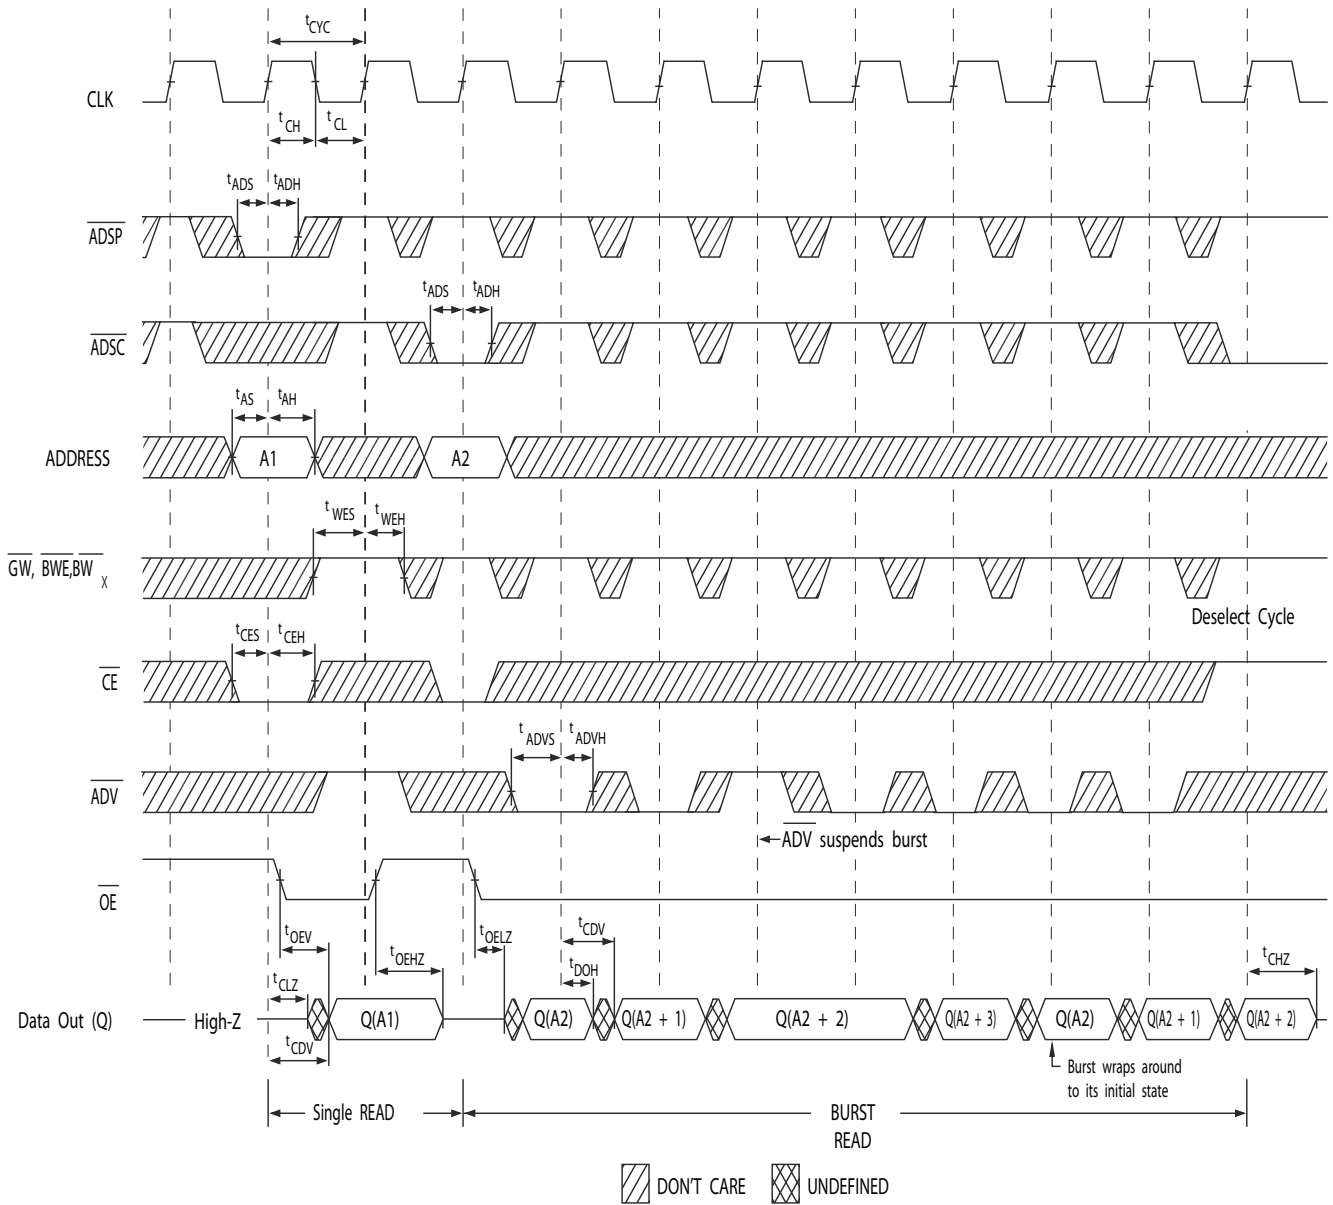 tCYC
CLK
tCH
tCL
tADS
tADH
ADSP
tADS
tADH
ADSC
tAS
tAH
ADDRESS
A1
A2
tWES
tWEH
GW, BWE,BW X
Deselect Cycle
tCES
tCEH
CE
tADVS
tADVH
ADV
ADV suspends burst
OE
tOEV
tOEHZ
tOELZ
tCDV
tDOH
tCHZ
tCLZ
Data Out (Q)
High-Z
Q(A1)
Q(A2)
Q(A2 + 1)
Q(A2 + 2)
Q(A2 + 3)
Q(A2)
Q(A2 + 1)
Q(A2 + 2)
tCDV
Burst wraps around
to its initial state
Single READ
BURST
READ
DON'T CARE
UNDEFINED